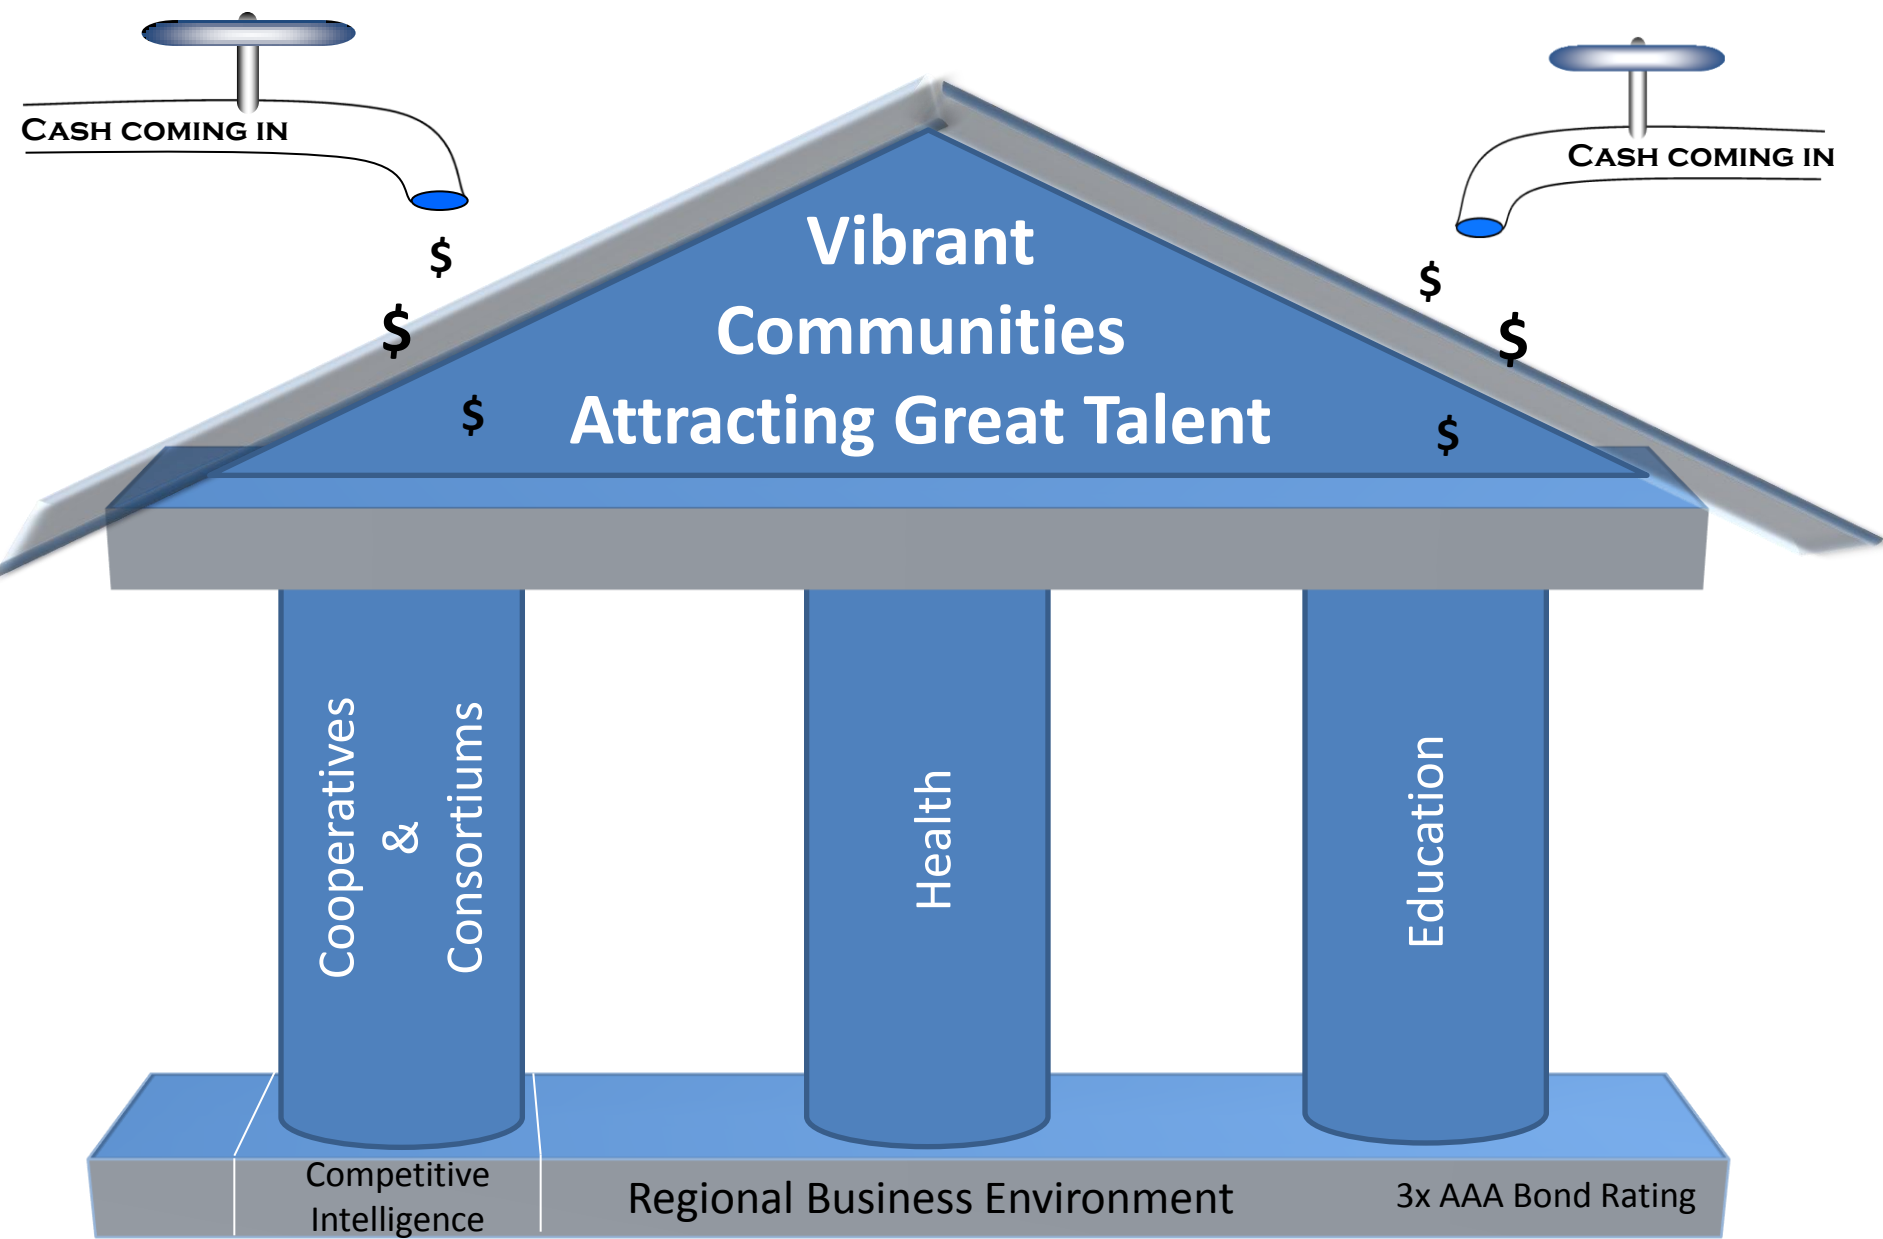 CASH COMING IN
CASH COMING IN
$
$
$
$
$
$
Vibrant
Communities
Attracting Great Talent
Cooperatives
&
Consortiums
Health
Education
Competitive
Intelligence
Regional Business Environment
3x AAA Bond Rating